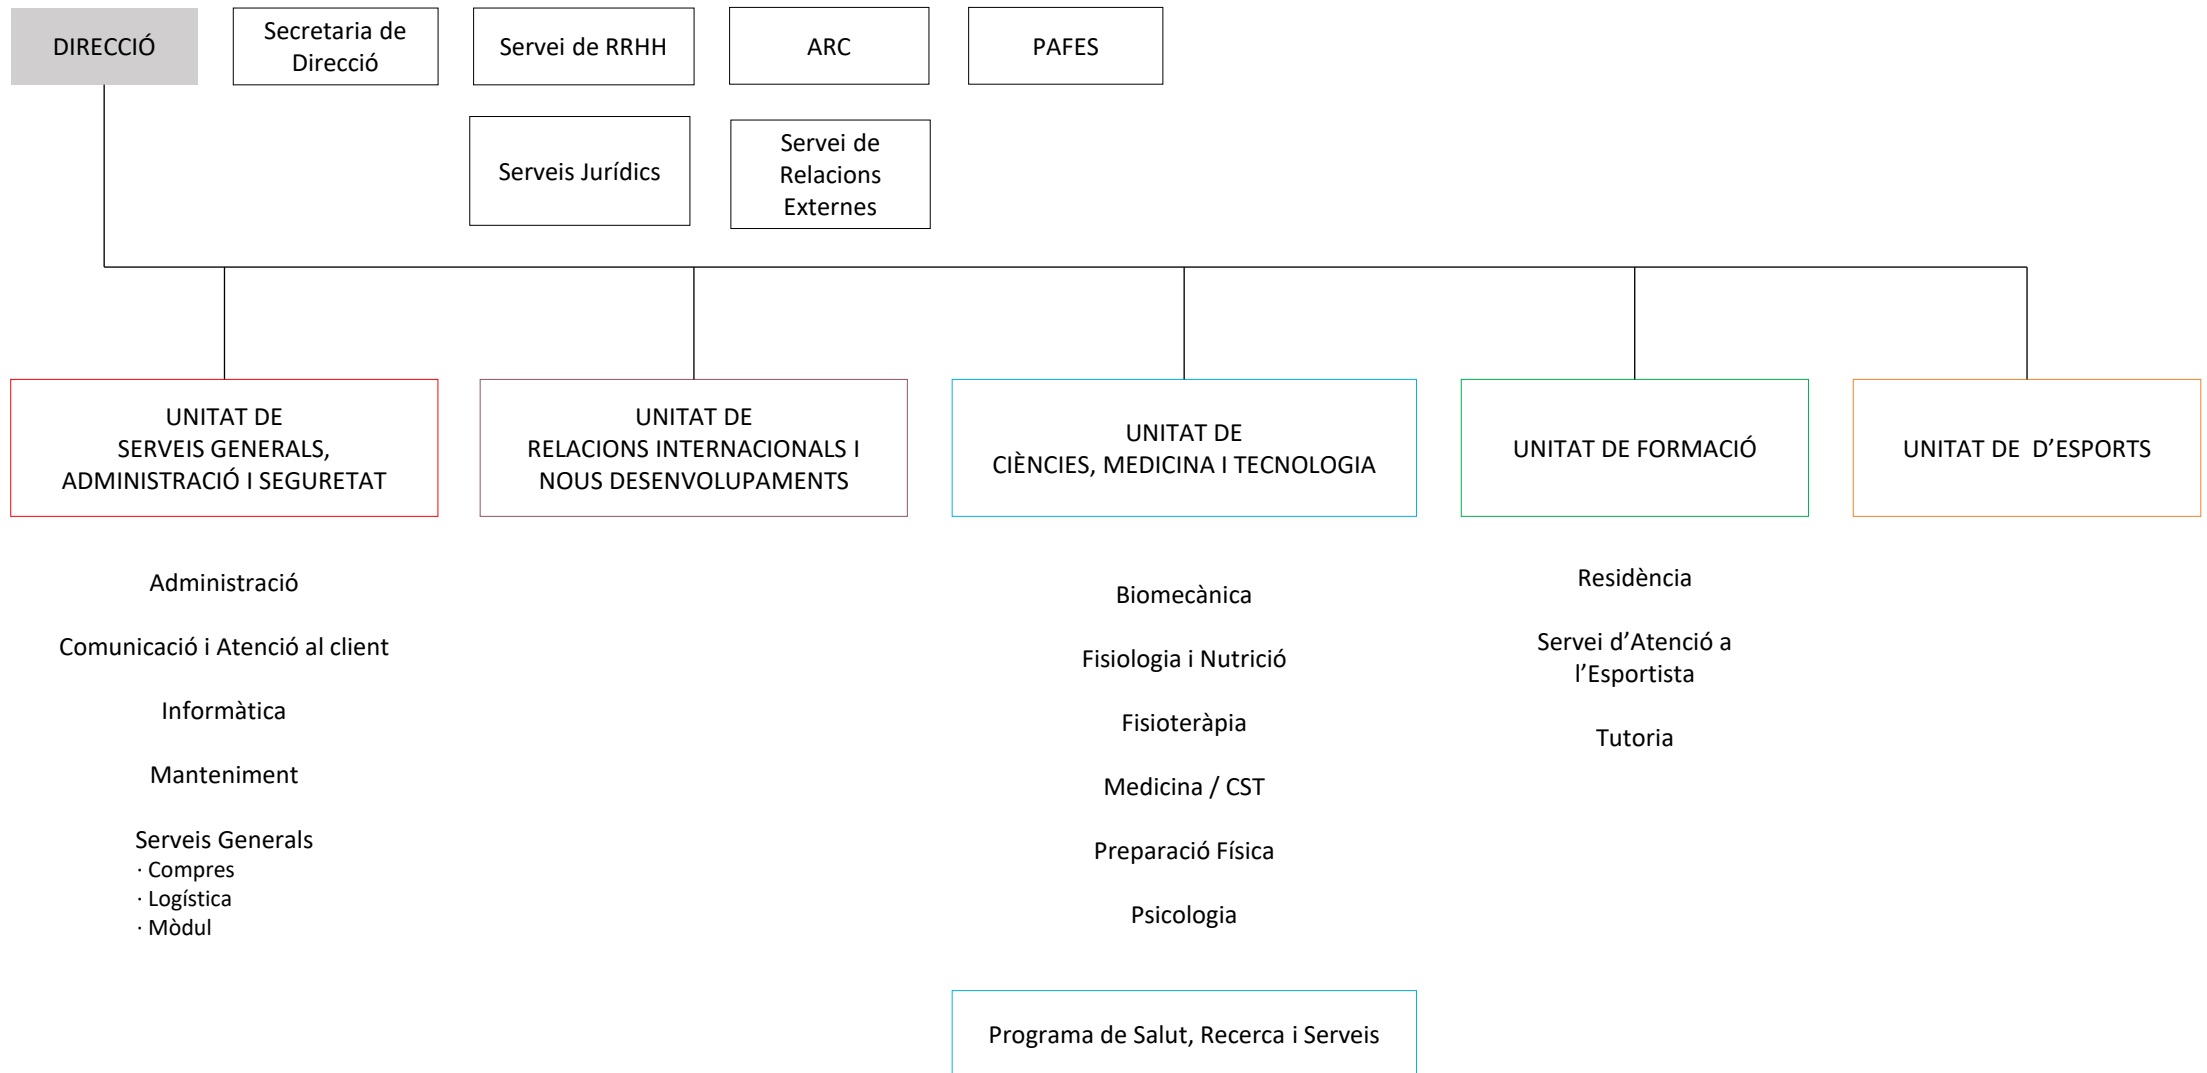 DIRECCIÓ
Secretaria de
Direcció
Servei de RRHH
ARC
PAFES
Serveis Jurídics
Servei de
Relacions
Externes
UNITAT DE
SERVEIS GENERALS,
ADMINISTRACIÓ I SEGURETAT
UNITAT DE
RELACIONS INTERNACIONALS I
NOUS DESENVOLUPAMENTS
UNITAT DE
CIÈNCIES, MEDICINA I TECNOLOGIA
UNITAT DE FORMACIÓ
UNITAT DE  D’ESPORTS
Administració
Comunicació i Atenció al client
Informàtica
Manteniment
Serveis Generals
· Compres
· Logística
· Mòdul
Biomecànica
Fisiologia i Nutrició
Fisioteràpia
Medicina / CST
Preparació Física
Psicologia
Programa de Salut, Recerca i Serveis
Residència
Servei d’Atenció a
l’Esportista
Tutoria